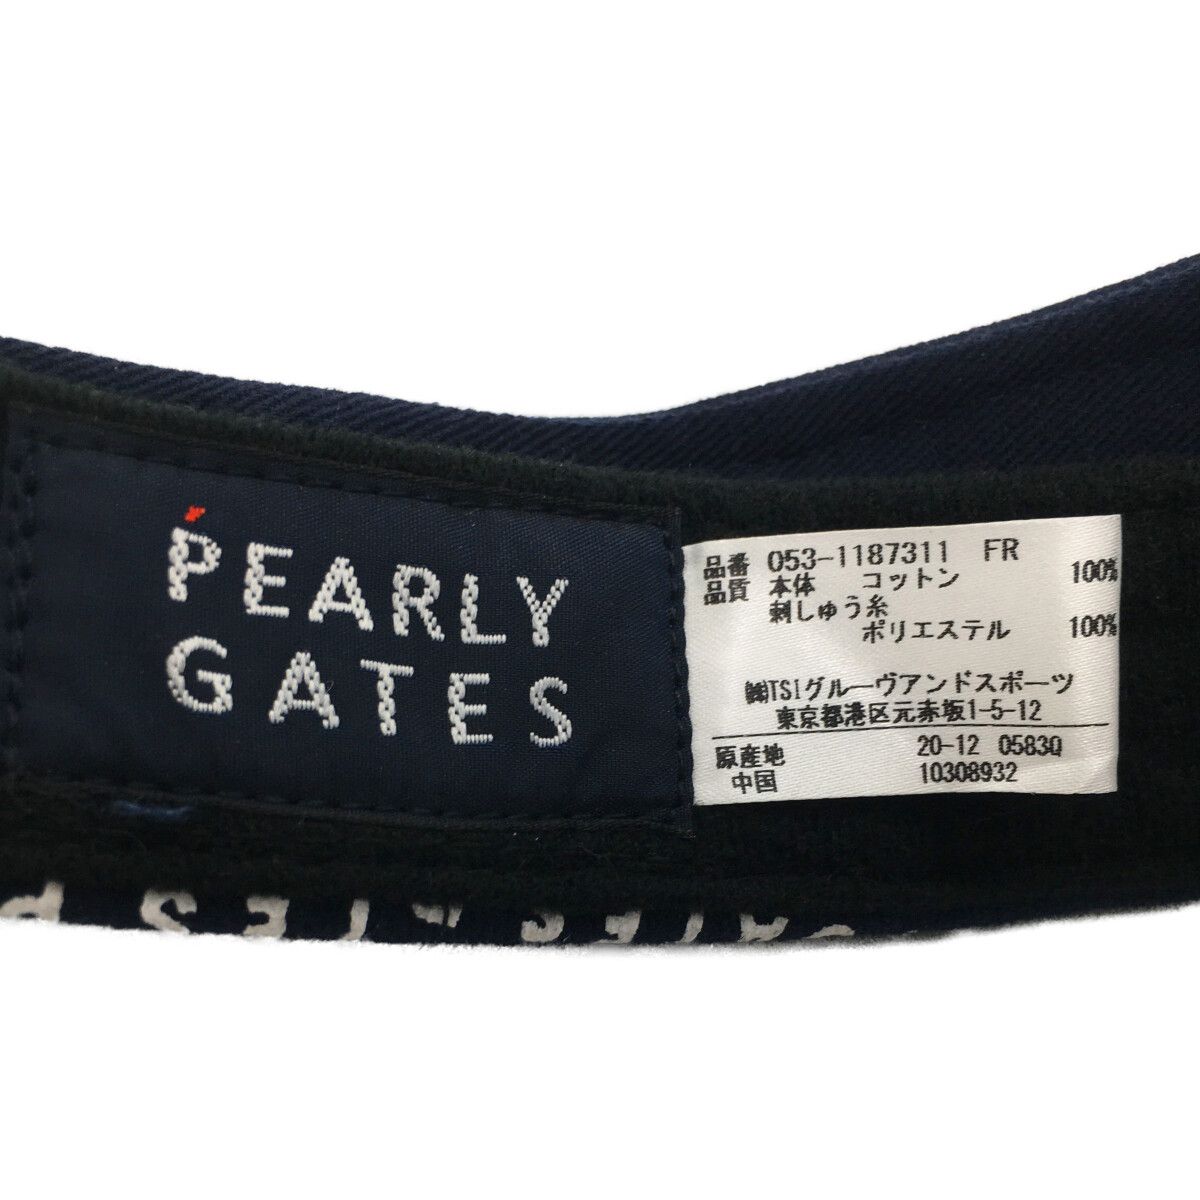 PEARLY
GATES
品番 053-1187311 FR
品質 本体 コットン 100%
刺しゅう糸
ポリエステル 100%
㈱TSIグルーヴアンドスポーツ
東京都港区元赤坂1-5-12
原産地 20-12 0583Q
中国 10308932